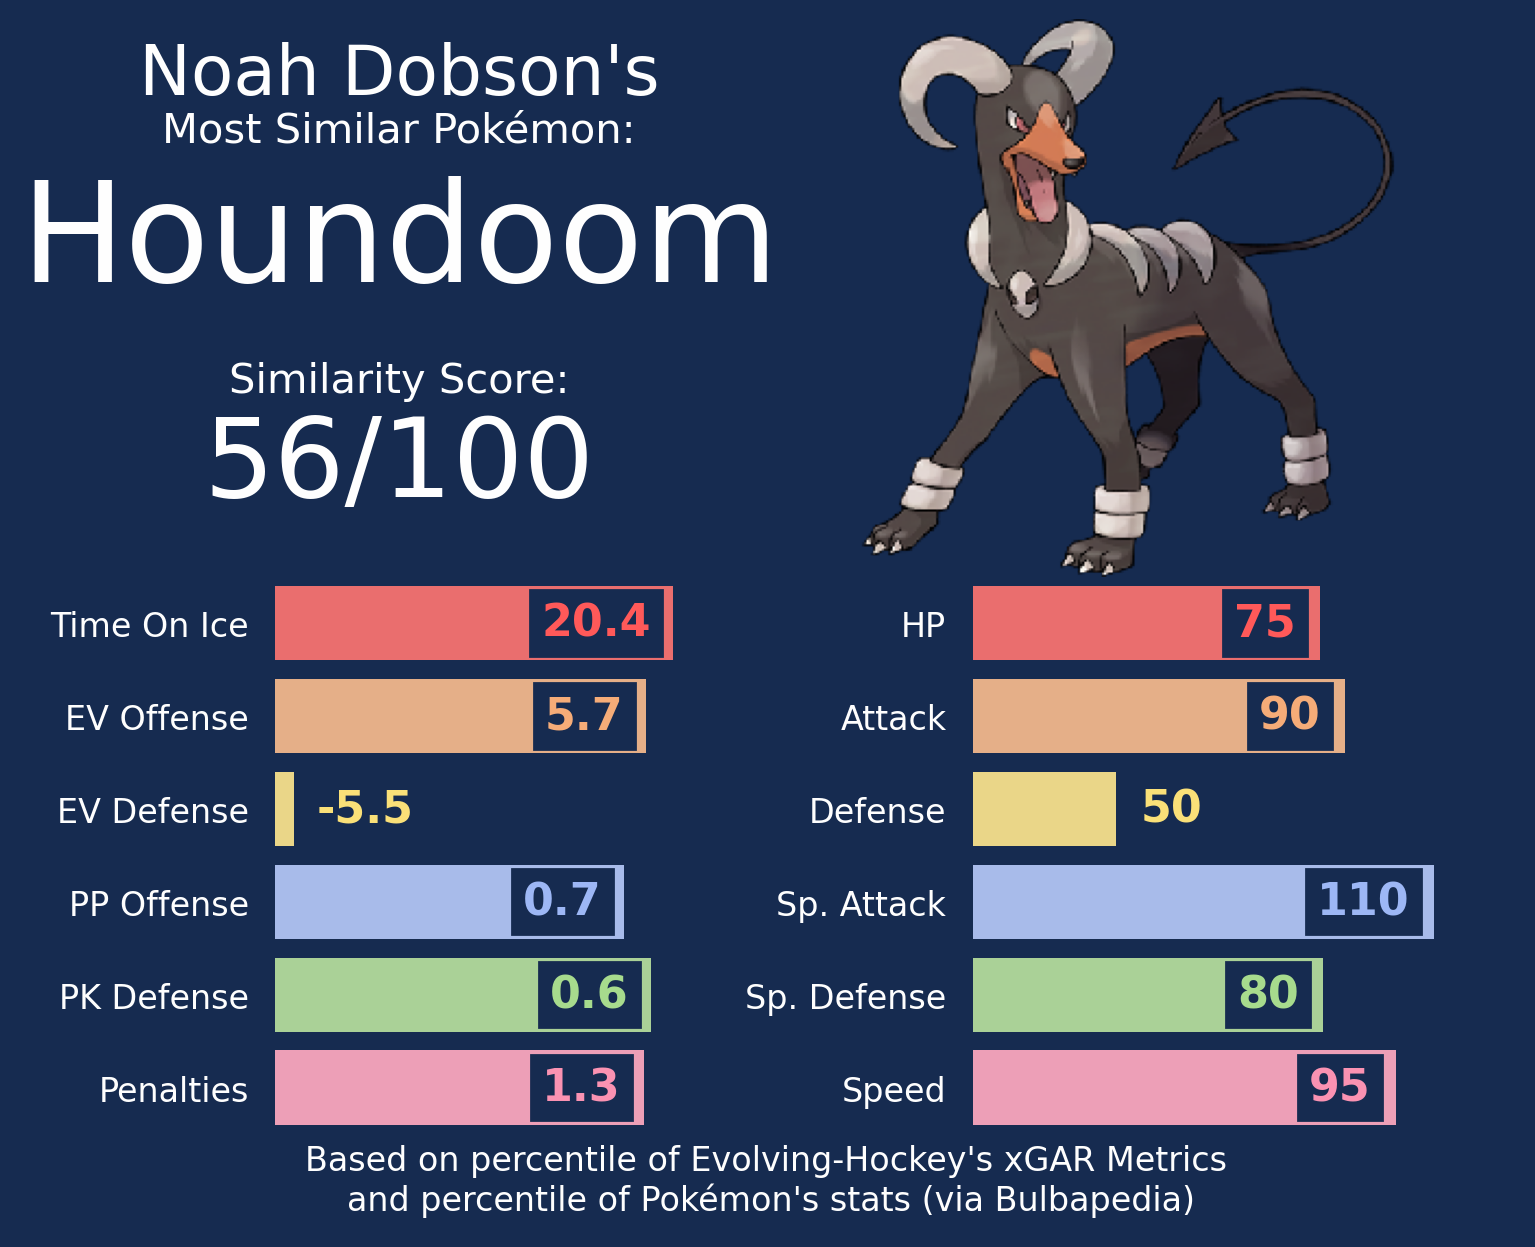 Noah Dobson's
Most Similar Pokémon:
Houndoom
Similarity Score:
56/100
Time On Ice 20.4
EV Offense 5.7
EV Defense -5.5
PP Offense 0.7
PK Defense 0.6
Penalties 1.3
HP 75
Attack 90
Defense 50
Sp. Attack 110
Sp. Defense 80
Speed 95
Based on percentile of Evolving-Hockey's xGAR Metrics
and percentile of Pokémon's stats (via Bulbapedia)